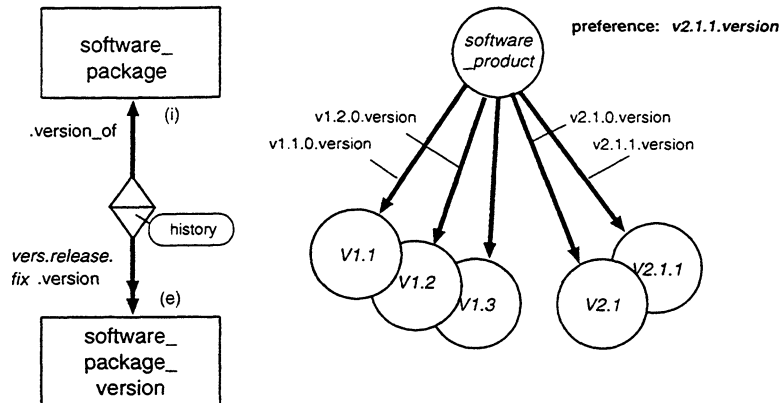 software_
package
(i)
.version_of
history
vers.release.
fix .version
(e)
software_
package_
version
preference: v2.1.1.version
software
_product
v1.2.0.version
v1.1.0.version
v2.1.0.version
v2.1.1.version
V1.1
V1.2
V1.3
V2.1
V2.1.1